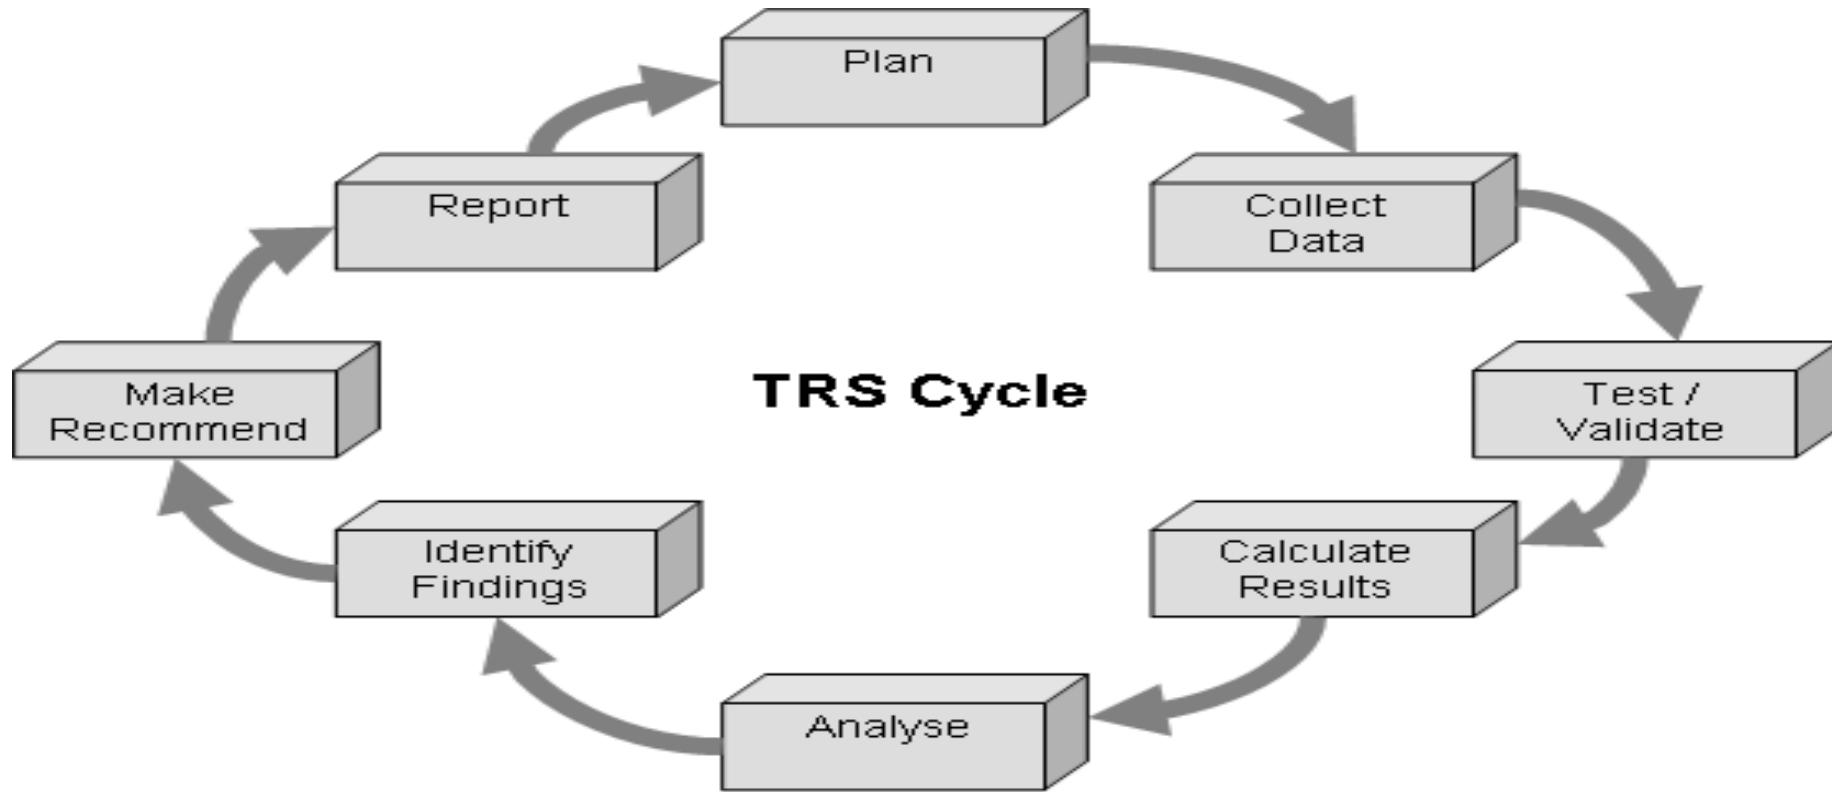 Plan
Collect
Data
Test /
Validate
Calculate
Results
Analyse
Identify
Findings
Make
Recommend
Report
TRS Cycle